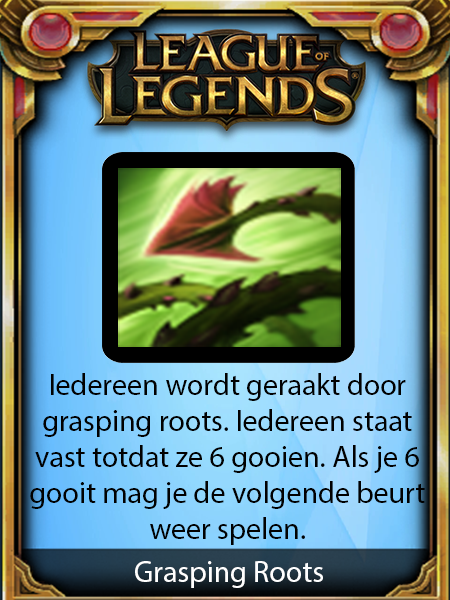 LEAGUE OF
LEGENDS®
Iedereen wordt geraakt door
grasping roots. Iedereen staat
vast totdat ze 6 gooien. Als je 6
gooit mag je de volgende beurt
weer spelen.
Grasping Roots